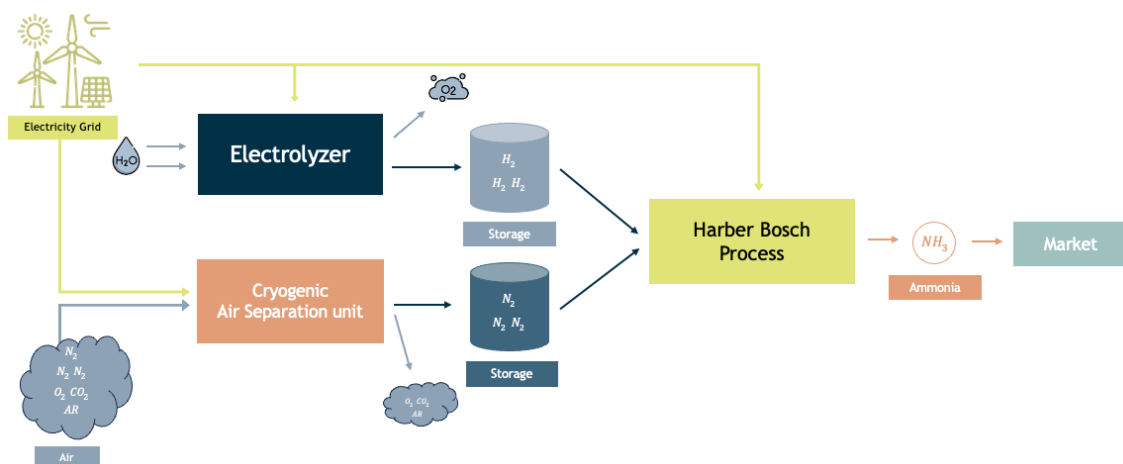 Electricity Grid
H₂O
Electrolyzer
O2
H₂
H₂ H₂
Storage
Harber Bosch
Process
NH₃
Ammonia
Market
Cryogenic
Air Separation unit
N₂
N₂ N₂
Storage
N₂
N₂ N₂
O₂ CO₂
AR
Air
O₂ CO₂
AR